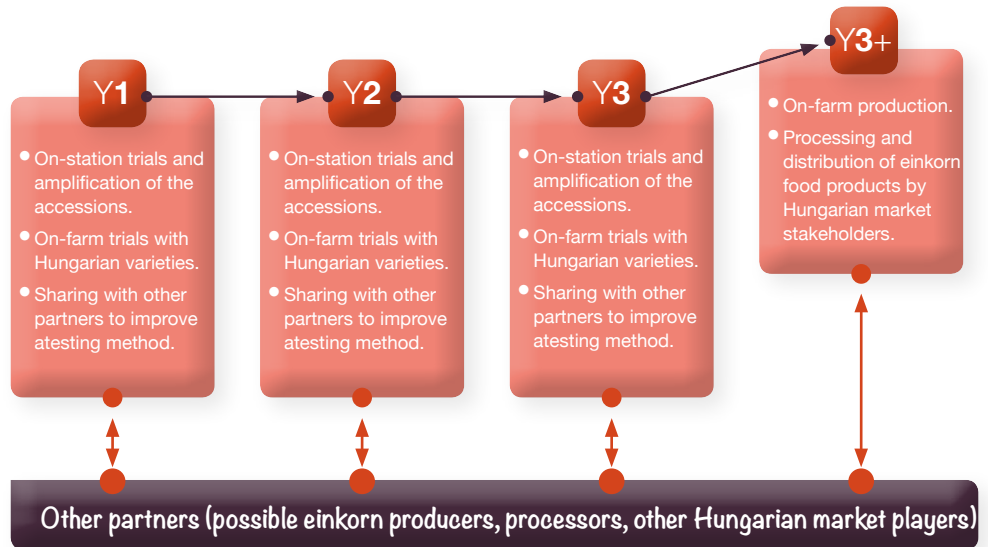 Y1
On-station trials and
amplification of the
accessions.
On-farm trials with
Hungarian varieties.
Sharing with other
partners to improve
atesting method.
Y2
On-station trials and
amplification of the
accessions.
On-farm trials with
Hungarian varieties.
Sharing with other
partners to improve
atesting method.
Y3
On-station trials and
amplification of the
accessions.
On-farm trials with
Hungarian varieties.
Sharing with other
partners to improve
atesting method.
Y3+
On-farm production.
Processing and
distribution of einkorn
food products by
Hungarian market
stakeholders.
Other partners (possible einkorn producers, processors, other Hungarian market players)